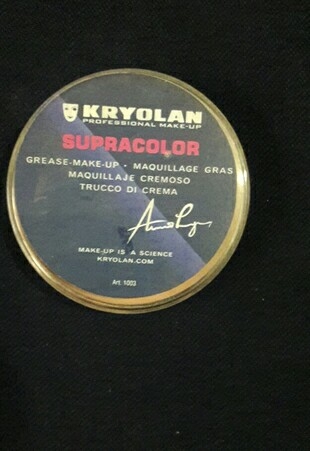 KRYOLAN
PROFESSIONAL MAKE-UP
SUPRACOLOR
GREASE-MAKE-UP - MAQUILLAGE GRAS
MAQUILLAJE CREMOSO
TRUCCO DI CREMA
MAKE-UP IS A SCIENCE
KRYOLAN.COM
Art. 1003